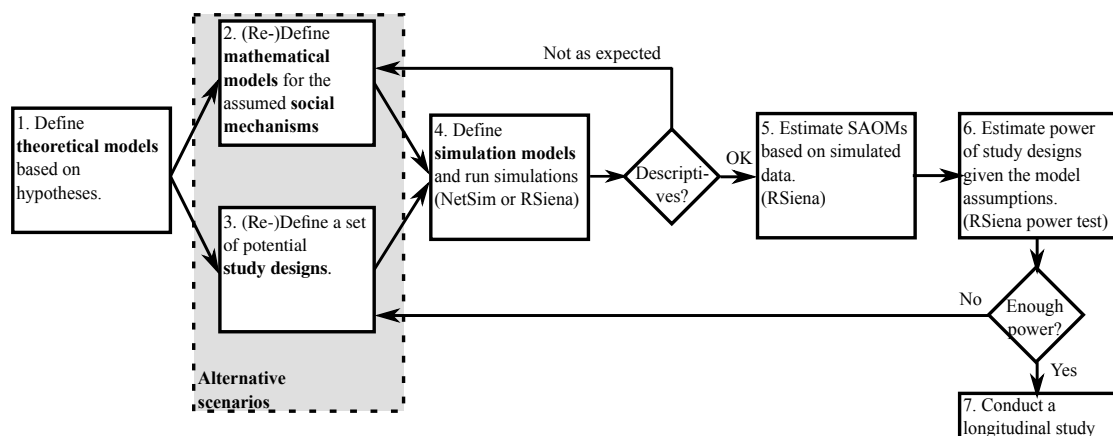 1. Define
theoretical models
based on
hypotheses.
2. (Re-)Define
mathematical
models for the
assumed social
mechanisms
3. (Re-)Define a set
of potential
study designs.
Alternative
scenarios
Not as expected
4. Define
simulation models
and run simulations
(NetSim or RSiena)
Descripti-
ves?
OK
5. Estimate SAOMs
based on simulated
data.
(RSiena)
6. Estimate power
of study designs
given the model
assumptions.
(RSiena power test)
No
Enough
power?
Yes
7. Conduct a
longitudinal study